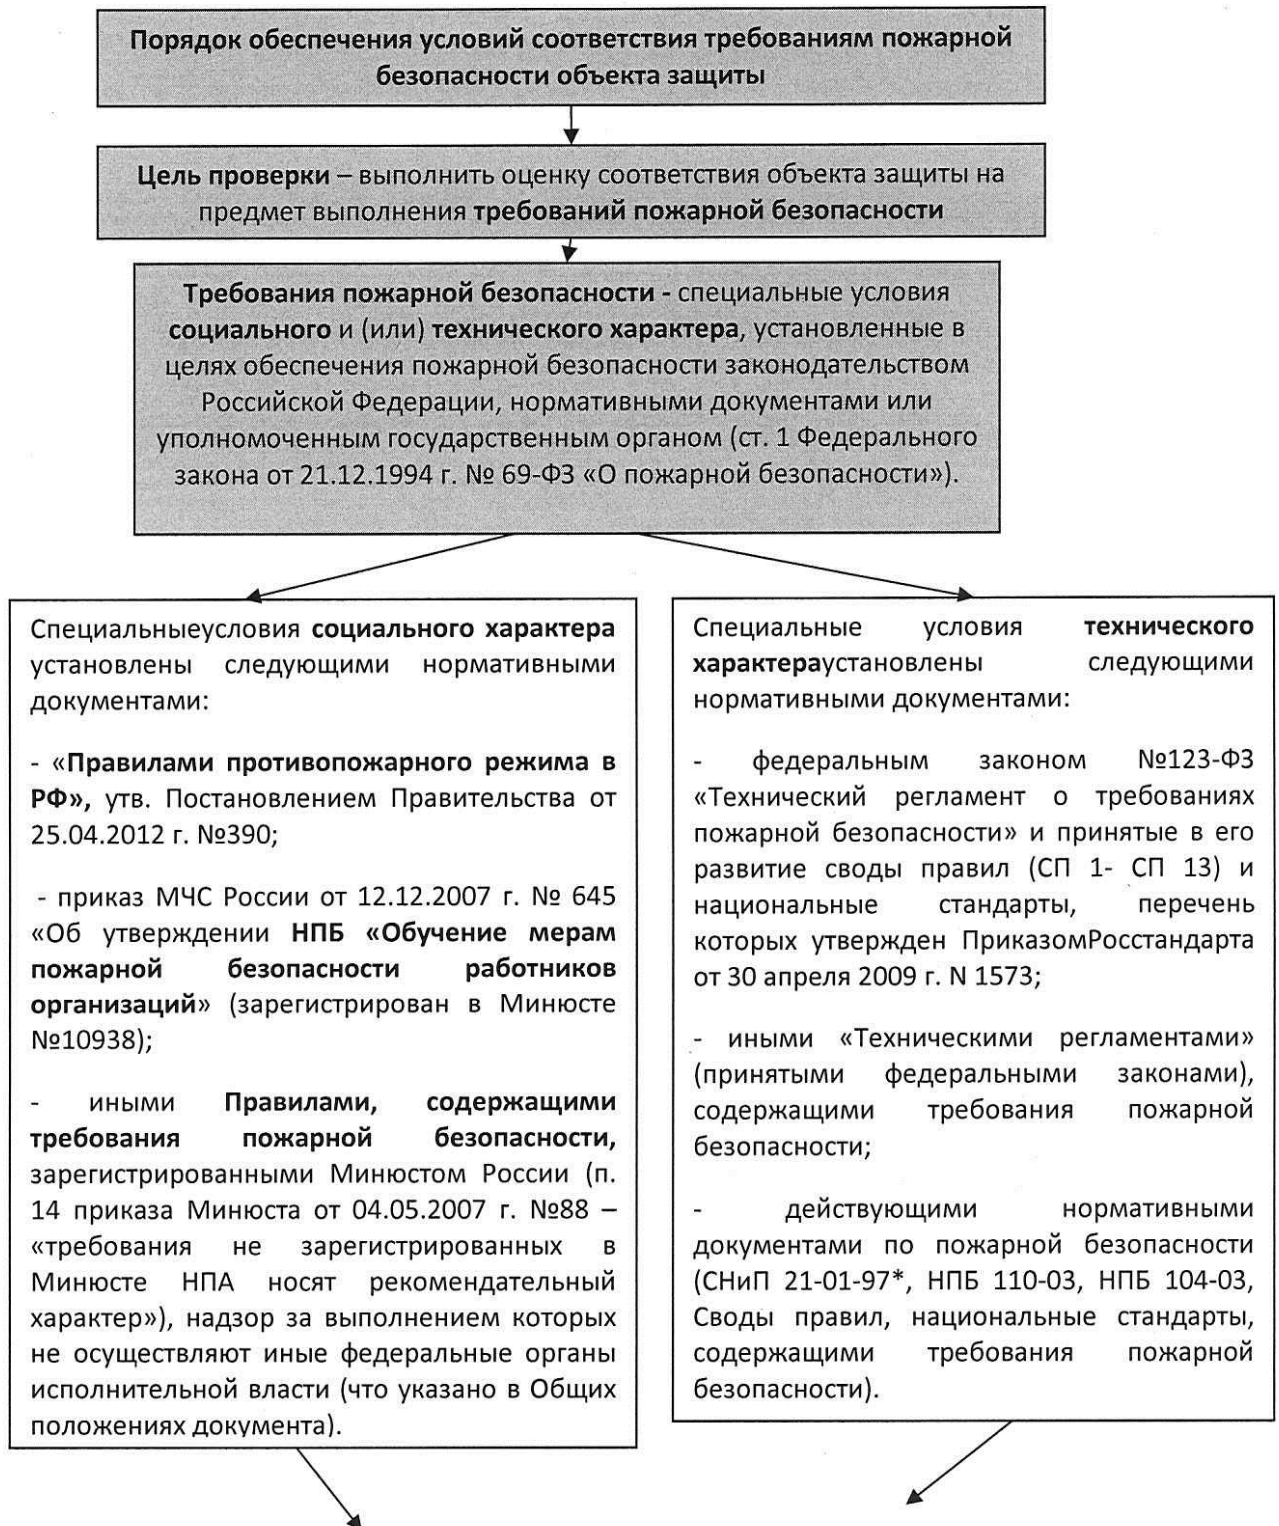 Порядок обеспечения условий соответствия требованиям пожарной
безопасности объекта защиты
Цель проверки – выполнить оценку соответствия объекта защиты на
предмет выполнения требований пожарной безопасности
Требования пожарной безопасности - специальные условия
социального и (или) технического характера, установленные в
целях обеспечения пожарной безопасности законодательством
Российской Федерации, нормативными документами или
уполномоченным государственным органом (ст. 1 Федерального
закона от 21.12.1994 г. № 69-ФЗ «О пожарной безопасности»).
Специальныеусловия социального характера
установлены следующими нормативными
документами:
- «Правилами противопожарного режима в
РФ», утв. Постановлением Правительства от
25.04.2012 г. №390;
- приказ МЧС России от 12.12.2007 г. № 645
«Об утверждении НПБ «Обучение мерам
пожарной безопасности работников
организаций» (зарегистрирован в Минюсте
№10938);
- иными Правилами, содержащими
требования пожарной безопасности,
зарегистрированными Минюстом России (п.
14 приказа Минюста от 04.05.2007 г. №88 –
«требования не зарегистрированных в
Минюсте НПА носят рекомендательный
характер»), надзор за выполнением которых
не осуществляют иные федеральные органы
исполнительной власти (что указано в Общих
положениях документа).
Специальные условия технического
характераустановлены следующими
нормативными документами:
- федеральным законом №123-ФЗ
«Технический регламент о требованиях
пожарной безопасности» и принятые в его
развитие своды правил (СП 1- СП 13) и
национальные стандарты, перечень
которых утвержден ПриказомРосстандарта
от 30 апреля 2009 г. N 1573;
- иными «Техническими регламентами»
(принятыми федеральными законами),
содержащими требования пожарной
безопасности;
- действующими нормативными
документами по пожарной безопасности
(СНиП 21-01-97*, НПБ 110-03, НПБ 104-03,
Своды правил, национальные стандарты,
содержащими требования пожарной
безопасности).